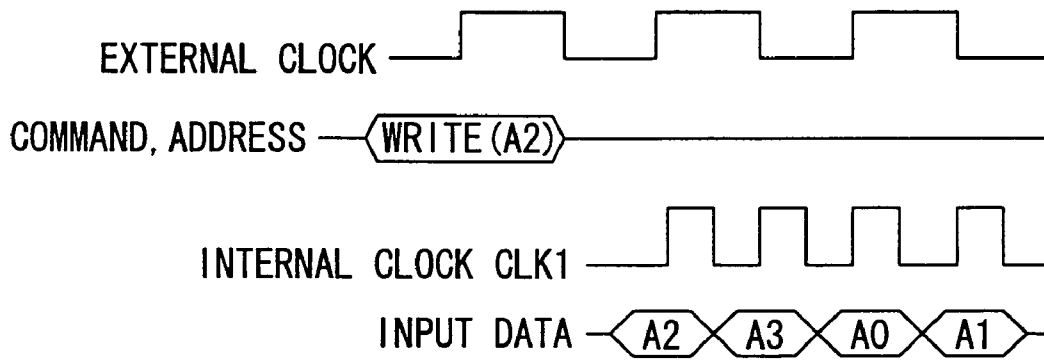 EXTERNAL CLOCK
COMMAND, ADDRESS WRITE(A2)
INTERNAL CLOCK CLK1
INPUT DATA A2 A3 A0 A1